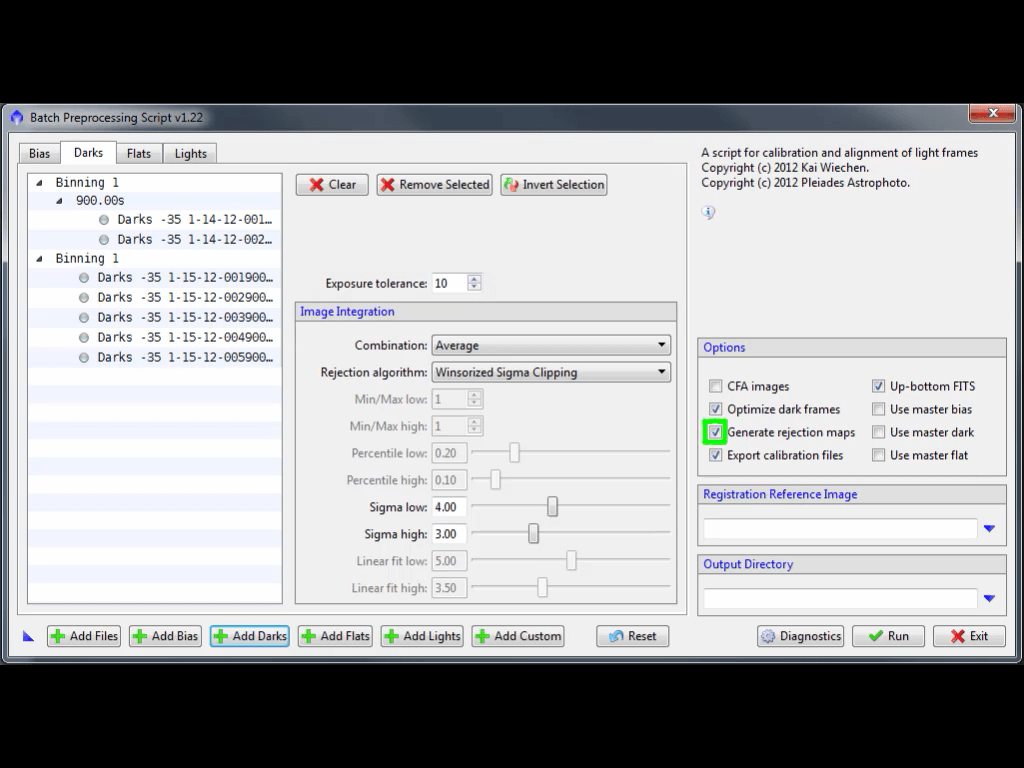 Batch Preprocessing Script v1.22
Bias Darks Flats Lights
Binning 1
900.00s
Darks -35 1-14-12-001…
Darks -35 1-14-12-002…
Binning 1
Darks -35 1-15-12-001900…
Darks -35 1-15-12-002900…
Darks -35 1-15-12-003900…
Darks -35 1-15-12-004900…
Darks -35 1-15-12-005900…
Clear Remove Selected Invert Selection
Exposure tolerance: 10
Image Integration
Combination: Average
Rejection algorithm: Winsorized Sigma Clipping
Min/Max low: 1
Min/Max high: 1
Percentile low: 0.20
Percentile high: 0.10
Sigma low: 4.00
Sigma high: 3.00
Linear fit low: 5.00
Linear fit high: 3.50
A script for calibration and alignment of light frames
Copyright (c) 2012 Kai Wiechen.
Copyright (c) 2012 Pleiades Astrophoto.
Options
CFA images Up-bottom FITS
Optimize dark frames Use master bias
Generate rejection maps Use master dark
Export calibration files Use master flat
Registration Reference Image
Output Directory
Add Files Add Bias Add Darks Add Flats Add Lights Add Custom Reset Diagnostics Run Exit